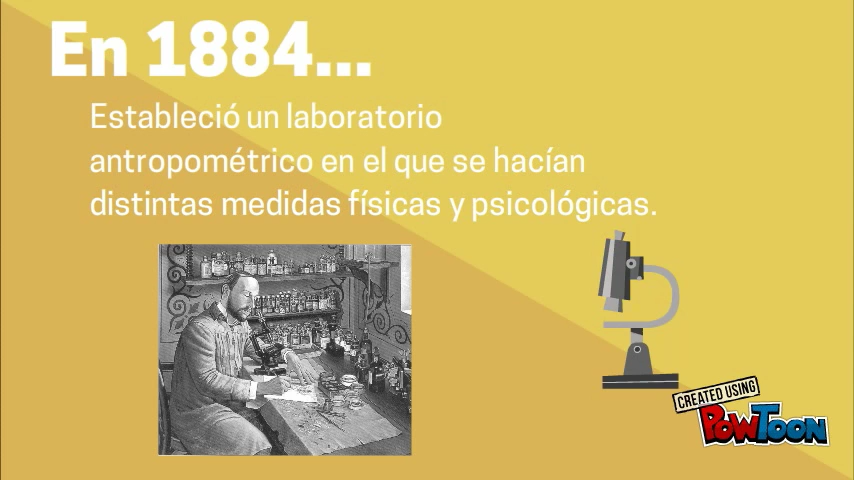 En 1884...
Estableció un laboratorio
antropométrico en el que se hacían
distintas medidas físicas y psicológicas.
CREATED USING
POWTOON